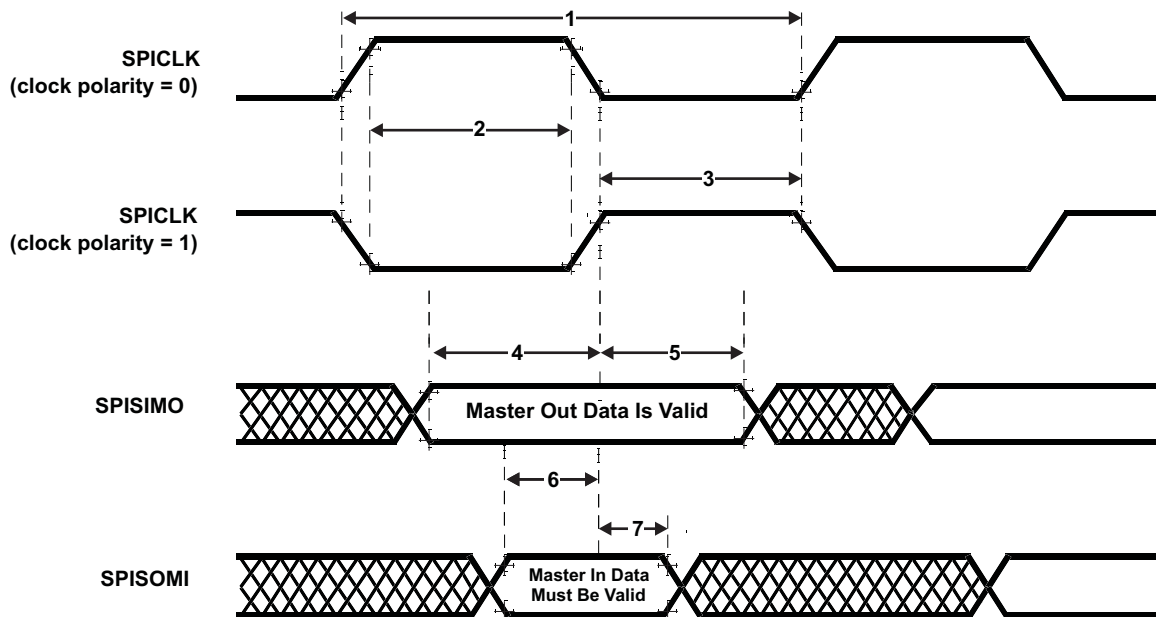 1
SPICLK
(clock polarity = 0)
2
3
SPICLK
(clock polarity = 1)
4
5
SPISIMO
Master Out Data Is Valid
6
7
SPISOMI
Master In Data
Must Be Valid